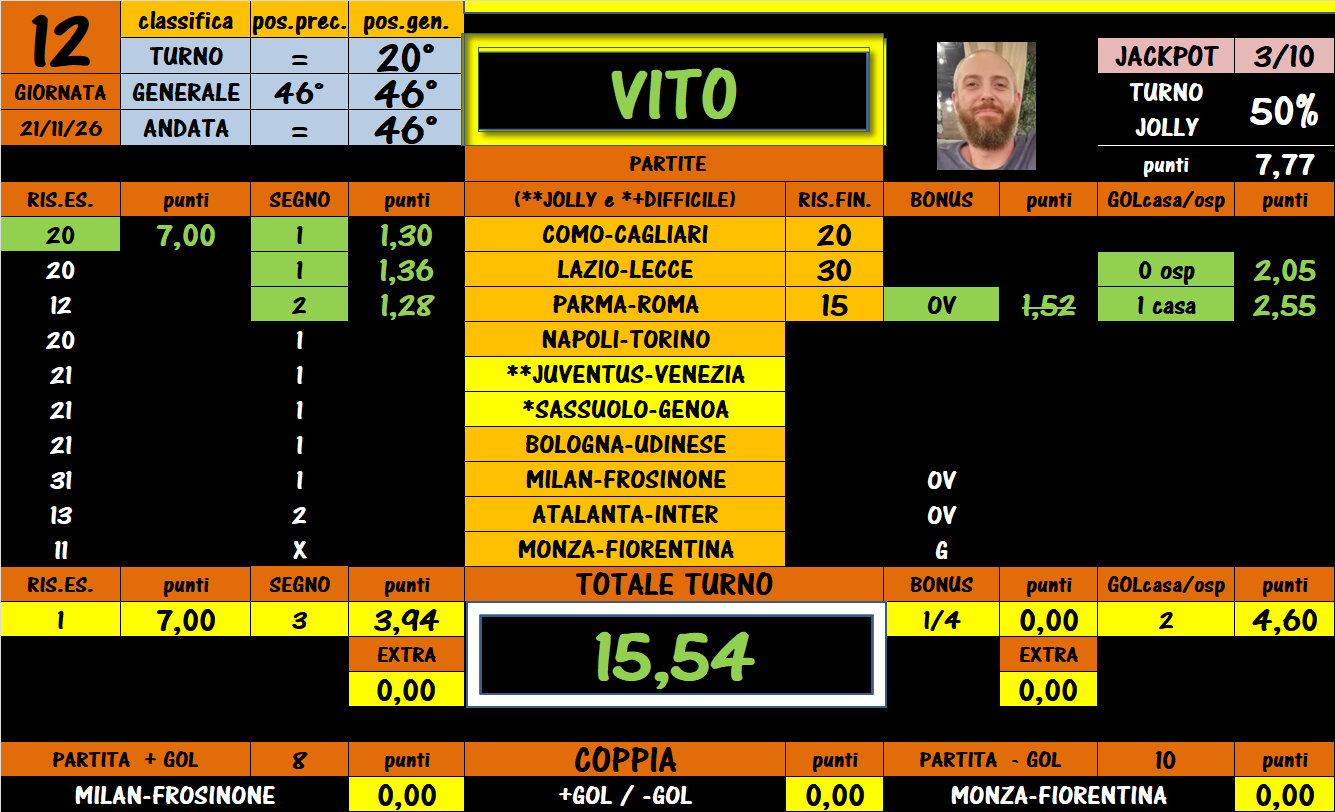 12 classifica pos.prec. pos.gen.
TURNO = 20° JACKPOT 3/10
VITO
GIORNATA GENERALE 46° 46° TURNO 50%
21/11/26 ANDATA = 46° JOLLY
PARTITE punti 7,77
RIS.ES. punti SEGNO punti (**JOLLY e *+DIFFICILE) RIS.FIN. BONUS punti GOLcasa/osp punti
20 7,00 1 1,30 COMO-CAGLIARI 20
20 1 1,36 LAZIO-LECCE 30 0 osp 2,05
12 2 1,28 PARMA-ROMA 15 OV 1,52 1 casa 2,55
20 1 NAPOLI-TORINO
21 1 **JUVENTUS-VENEZIA
21 1 *SASSUOLO-GENOA
21 1 BOLOGNA-UDINESE
31 1 MILAN-FROSINONE OV
13 2 ATALANTA-INTER OV
11 X MONZA-FIORENTINA G
RIS.ES. punti SEGNO punti TOTALE TURNO BONUS punti GOLcasa/osp punti
1 7,00 3 3,94 1/4 0,00 2 4,60
EXTRA 15,54 EXTRA
0,00 0,00
PARTITA + GOL 8 punti COPPIA punti PARTITA - GOL 10 punti
MILAN-FROSINONE 0,00 +GOL / -GOL 0,00 MONZA-FIORENTINA 0,00